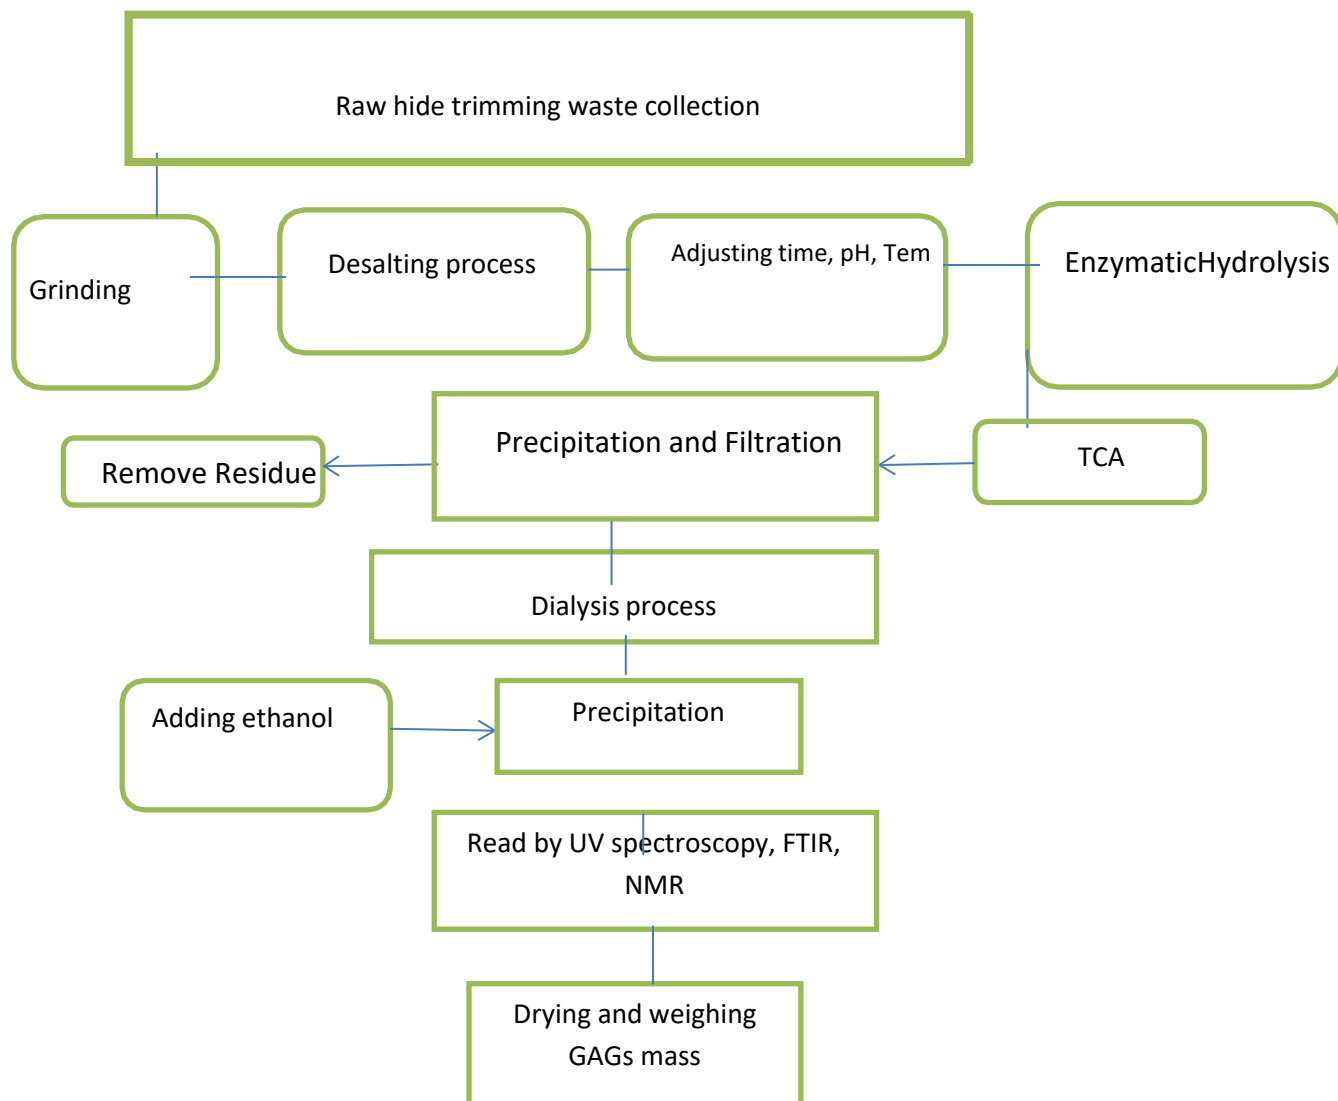 Raw hide trimming waste collection
Grinding
Desalting process
Adjusting time, pH, Tem
EnzymaticHydrolysis
Remove Residue
Precipitation and Filtration
TCA
Dialysis process
Adding ethanol
Precipitation
Read by UV spectroscopy, FTIR,
NMR
Drying and weighing
GAGs mass